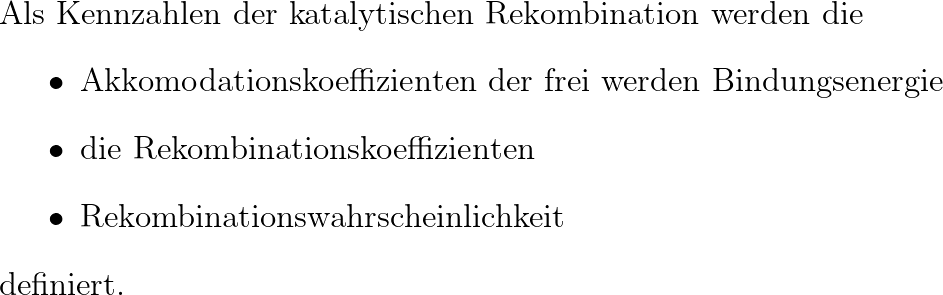 Als Kennzahlen der katalytischen Rekombination werden die
• Akkomodationskoeffizienten der frei werden Bindungsenergie
• die Rekombinationskoeffizienten
• Rekombinationswahrscheinlichkeit
definiert.